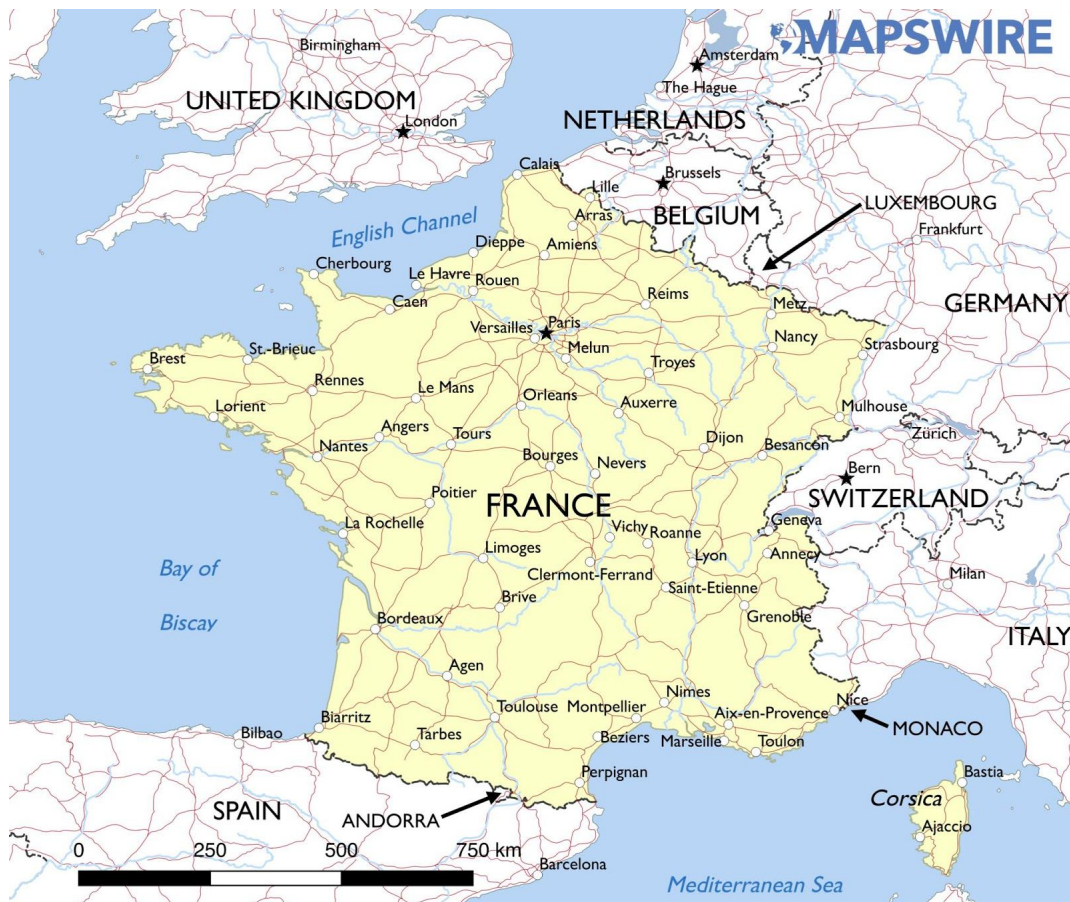 MAPSWIRE
Birmingham
Amsterdam
The Hague
UNITED KINGDOM
London
NETHERLANDS
Calais
Brussels
Lille
LUXEMBOURG
BELGIUM
Arras
English Channel
Frankfurt
Dieppe
Amiens
Cherbourg
Le Havre
Rouen
Caen
Reims
Metz
GERMANY
Versailles
Paris
Nancy
Strasbourg
Brest
St.-Brieuc
Melun
Troyes
Rennes
Le Mans
Orleans
Auxerre
Lorient
Mulhouse
Angers
Tours
Dijon
Besancon
Zürich
Nantes
Bourges
Nevers
Bern
Poitier
FRANCE
SWITZERLAND
La Rochelle
Vichy
Roanne
Geneva
Limoges
Lyon
Annecy
Bay of
Biscay
Clermont-Ferrand
Milan
Saint-Etienne
Brive
Grenoble
Bordeaux
ITALY
Agen
Nimes
Nice
Toulouse
Montpellier
Aix-en-Provence
Biarritz
MONACO
Bilbao
Tarbes
Beziers
Marseille
Toulon
Perpignan
Bastia
Corsica
SPAIN
ANDORRA
Ajaccio
0 250 500 750 km
Barcelona
Mediterranean Sea